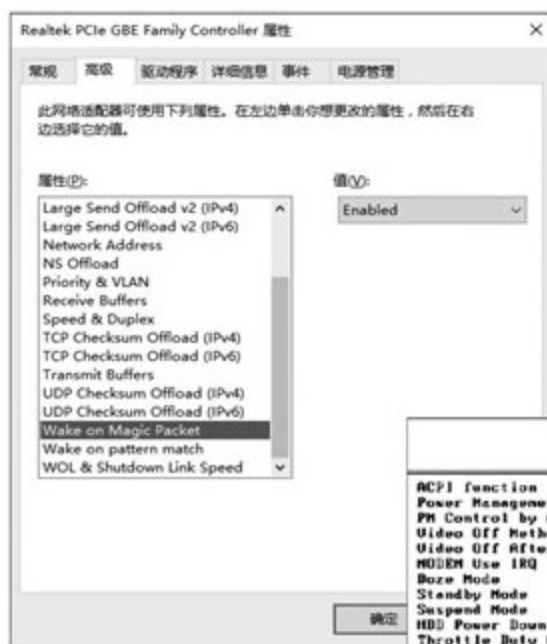 Realtek PCIe GBE Family Controller 属性
常规 高级 驱动程序 详细信息 事件 电源管理
此网络适配器可使用下列属性。在左边单击你想更改的属性，然后在右
边选择它的值。
属性(P):
值(V):
Large Send Offload v2 (IPv4)
Enabled
Large Send Offload v2 (IPv6)
Network Address
NS Offload
Priority & VLAN
Receive Buffers
Speed & Duplex
TCP Checksum Offload (IPv4)
TCP Checksum Offload (IPv6)
Transmit Buffers
UDP Checksum Offload (IPv4)
UDP Checksum Offload (IPv6)
Wake on Magic Packet
Wake on pattern match
WOL & Shutdown Link Speed
ACPI function
Power Manageme
PM Control by
Video Off Meth
Video Off Afte
MODEM Use IRQ
Doze Mode
Standby Mode
Suspend Mode
HDD Power Down
Throttle Duty
确定